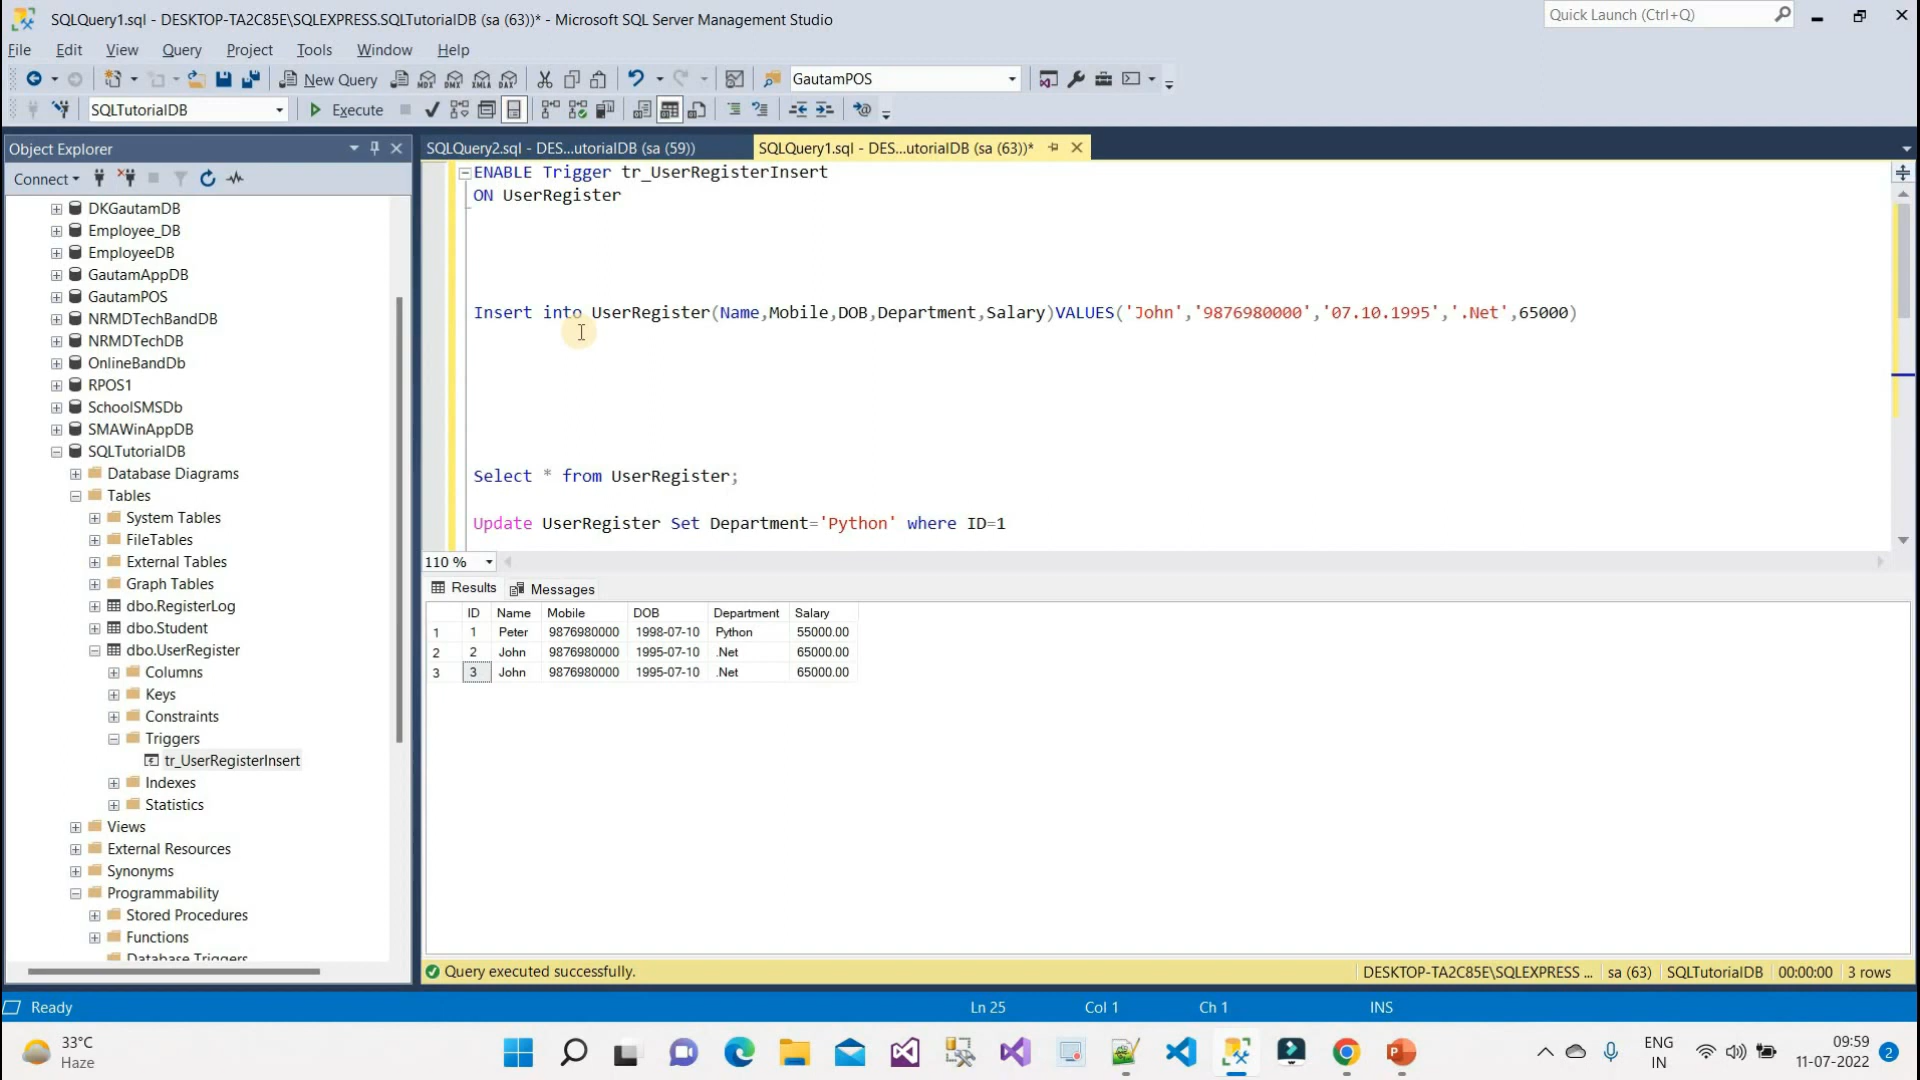 SQLQuery1.sql - DESKTOP-TA2C85E\SQLEXPRESS.SQLTutorialDB (sa (63))* - Microsoft SQL Server Management Studio
Quick Launch (Ctrl+Q)
File Edit View Query Project Tools Window Help
New Query
MDX DMX XMLA DAX
GautamPOS
SQLTutorialDB
Execute
Object Explorer
SQLQuery2.sql - DES...utorialDB (sa (59))
SQLQuery1.sql - DES...utorialDB (sa (63))*
Connect
DKGautamDB
Employee_DB
EmployeeDB
GautamAppDB
GautamPOS
NRMDTechBandDB
NRMDTechDB
OnlineBandDb
RPOS1
SchoolSMSDb
SMAWinAppDB
SQLTutorialDB
Database Diagrams
Tables
System Tables
FileTables
External Tables
Graph Tables
dbo.RegisterLog
dbo.Student
dbo.UserRegister
Columns
Keys
Constraints
Triggers
tr_UserRegisterInsert
Indexes
Statistics
Views
External Resources
Synonyms
Programmability
Stored Procedures
Functions
Database Triggers
ENABLE Trigger tr_UserRegisterInsert
ON UserRegister
Insert into UserRegister(Name,Mobile,DOB,Department,Salary)VALUES('John','9876980000','07.10.1995','.Net',65000)
Select * from UserRegister;
Update UserRegister Set Department='Python' where ID=1
110 %
Results Messages
ID Name Mobile DOB Department Salary
1 1 Peter 9876980000 1998-07-10 Python 55000.00
2 2 John 9876980000 1995-07-10 .Net 65000.00
3 3 John 9876980000 1995-07-10 .Net 65000.00
Query executed successfully.
DESKTOP-TA2C85E\SQLEXPRESS ... sa (63) SQLTutorialDB 00:00:00 3 rows
Ready
Ln 25 Col 1 Ch 1 INS
33°C
Haze
ENG
IN
09:59
11-07-2022
2